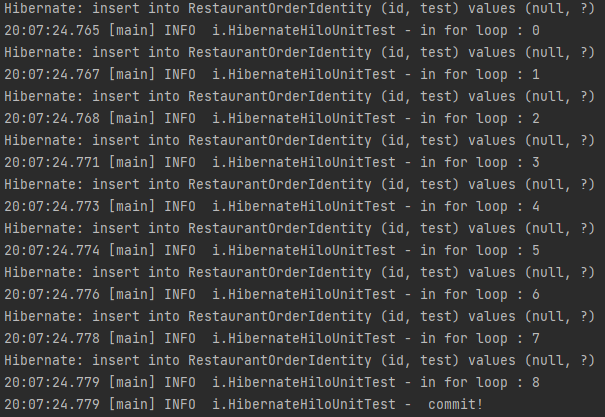 Hibernate: insert into RestaurantOrderIdentity (id, test) values (null, ?)
20:07:24.765 [main] INFO  i.HibernateHiloUnitTest - in for loop : 0
Hibernate: insert into RestaurantOrderIdentity (id, test) values (null, ?)
20:07:24.767 [main] INFO  i.HibernateHiloUnitTest - in for loop : 1
Hibernate: insert into RestaurantOrderIdentity (id, test) values (null, ?)
20:07:24.768 [main] INFO  i.HibernateHiloUnitTest - in for loop : 2
Hibernate: insert into RestaurantOrderIdentity (id, test) values (null, ?)
20:07:24.771 [main] INFO  i.HibernateHiloUnitTest - in for loop : 3
Hibernate: insert into RestaurantOrderIdentity (id, test) values (null, ?)
20:07:24.773 [main] INFO  i.HibernateHiloUnitTest - in for loop : 4
Hibernate: insert into RestaurantOrderIdentity (id, test) values (null, ?)
20:07:24.774 [main] INFO  i.HibernateHiloUnitTest - in for loop : 5
Hibernate: insert into RestaurantOrderIdentity (id, test) values (null, ?)
20:07:24.776 [main] INFO  i.HibernateHiloUnitTest - in for loop : 6
Hibernate: insert into RestaurantOrderIdentity (id, test) values (null, ?)
20:07:24.778 [main] INFO  i.HibernateHiloUnitTest - in for loop : 7
Hibernate: insert into RestaurantOrderIdentity (id, test) values (null, ?)
20:07:24.779 [main] INFO  i.HibernateHiloUnitTest - in for loop : 8
20:07:24.779 [main] INFO  i.HibernateHiloUnitTest -  commit!